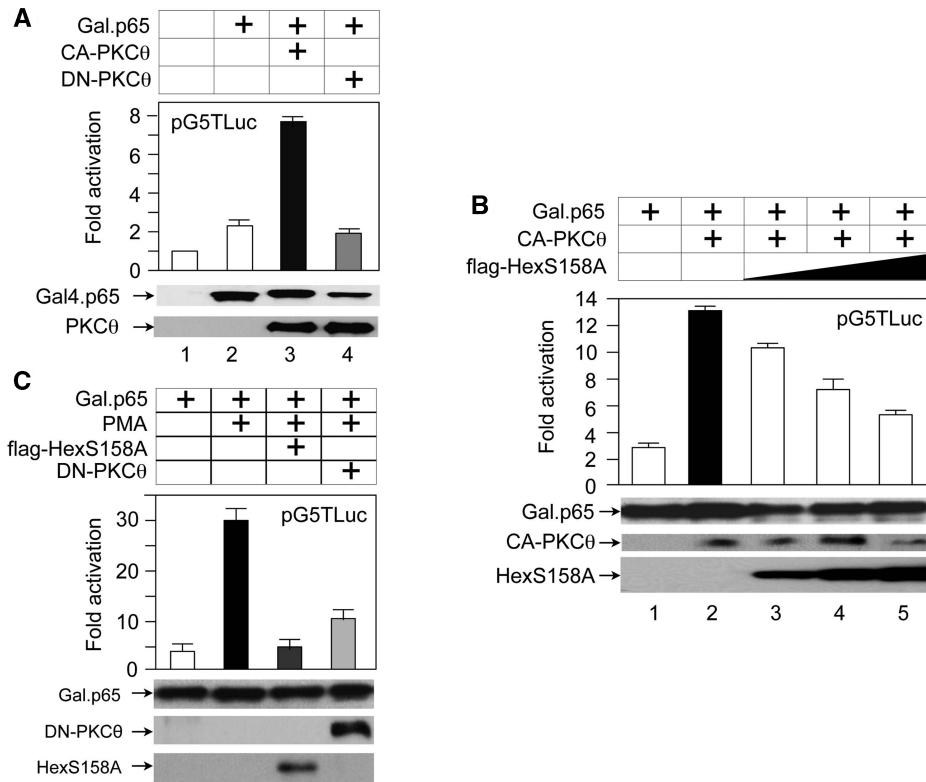 A
Gal.p65 + + +
CA-PKCθ +
DN-PKCθ +
pG5TLuc
Fold activation
8
6
4
2
0
Gal4.p65
PKCθ
1 2 3 4
B
Gal.p65 + + + + +
CA-PKCθ + + + +
flag-HexS158A
pG5TLuc
Fold activation
14
12
10
8
6
4
2
0
Gal.p65
CA-PKCθ
HexS158A
1 2 3 4 5
C
Gal.p65 + + + +
PMA + + +
flag-HexS158A +
DN-PKCθ +
pG5TLuc
Fold activation
30
20
10
0
Gal.p65
DN-PKCθ
HexS158A